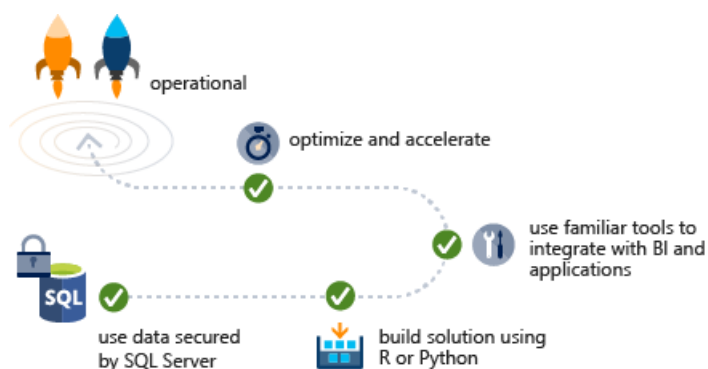 operational
optimize and accelerate
use familiar tools to
integrate with BI and
applications
SQL
use data secured
by SQL Server
build solution using
R or Python